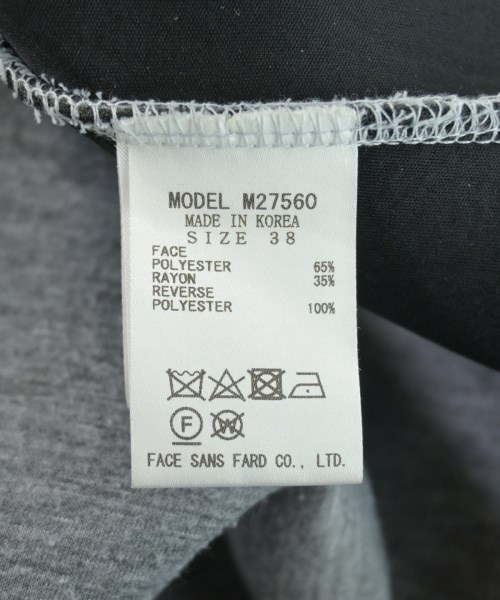 MODEL M27560
MADE IN KOREA
SIZE 38
FACE
POLYESTER 65%
RAYON 35%
REVERSE
POLYESTER 100%
F W
FACE SANS FARD CO., LTD.